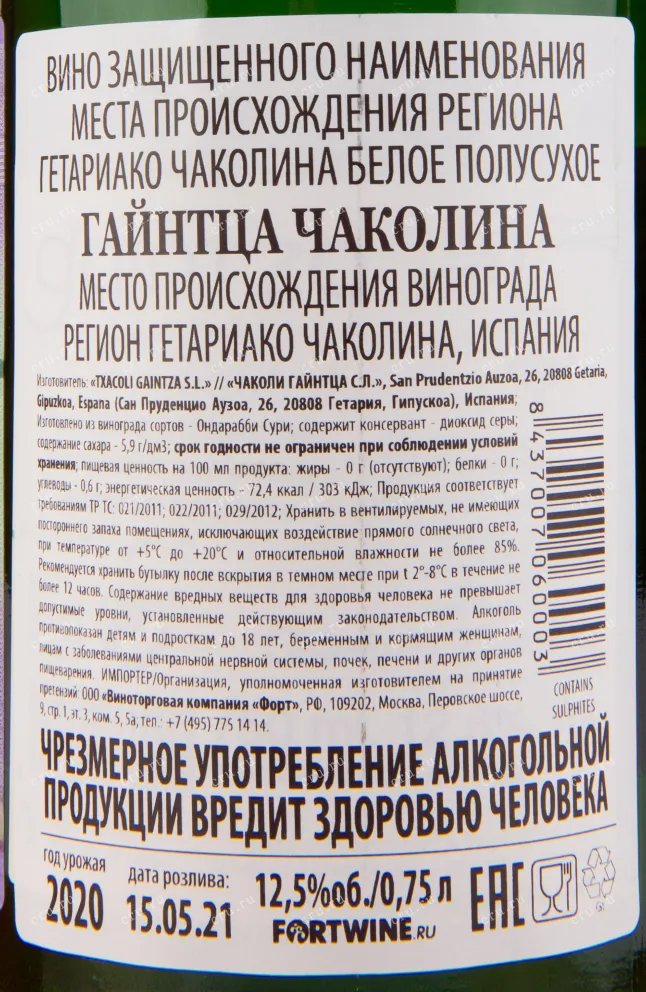 ВИНО ЗАЩИЩЕННОГО НАИМЕНОВАНИЯ
МЕСТА ПРОИСХОЖДЕНИЯ РЕГИОНА
ГЕТАРИАКО ЧАКОЛИНА БЕЛОЕ ПОЛУСУХОЕ
ГАЙНТЦА ЧАКОЛИНА
МЕСТО ПРОИСХОЖДЕНИЯ ВИНОГРАДА
РЕГИОН ГЕТАРИАКО ЧАКОЛИНА, ИСПАНИЯ
Изготовитель: «TXACOLI GAINTZA S.L.» // «ЧАКОЛИ ГАЙНТЦА С.Л.», San Prudentzio Auzoa, 26, 20808 Getaria,
Gipuzkoa, Espana (Сан Пруденцио Аузоа, 26, 20808 Гетария, Гипускоа), Испания;
Изготовлено из винограда сортов - Ондарабби Сури; содержит консервант - диоксид серы;
содержание сахара - 5,9 г/дм3; срок годности не ограничен при соблюдении условий
хранения; пищевая ценность на 100 мл продукта: жиры - 0 г (отсутствуют); белки - 0 г;
углеводы - 0,6 г; энергетическая ценность - 72,4 ккал / 303 кДж; Продукция соответствует
требованиям ТР ТС: 021/2011; 022/2011; 029/2012; Хранить в вентилируемых, не имеющих
постороннего запаха помещениях, исключающих воздействие прямого солнечного света,
при температуре от +5°C до +20°C и относительной влажности не более 85%.
Рекомендуется хранить бутылку после вскрытия в темном месте при t 2°-8°C в течение не
более 12 часов. Содержание вредных веществ для здоровья человека не превышает
допустимые уровни, установленные действующим законодательством. Алкоголь
противопоказан детям и подросткам до 18 лет, беременным и кормящим женщинам,
лицам с заболеваниями центральной нервной системы, почек, печени и других органов
пищеварения. ИМПОРТЕР/Организация, уполномоченная изготовителем на принятие
претензий: ООО «Виноторговая компания «Форт», РФ, 109202, Москва, Перовское шоссе,
9, стр. 1, эт. 3, ком. 5, 5а; тел.: +7 (495) 775 14 14.
8 437007 060003
CONTAINS
SULPHITES
ЧРЕЗМЕРНОЕ УПОТРЕБЛЕНИЕ АЛКОГОЛЬНОЙ
ПРОДУКЦИИ ВРЕДИТ ЗДОРОВЬЮ ЧЕЛОВЕКА
год урожая
2020
дата розлива:
15.05.21
12,5%об./0,75 л
FORTWINE.RU
EAC